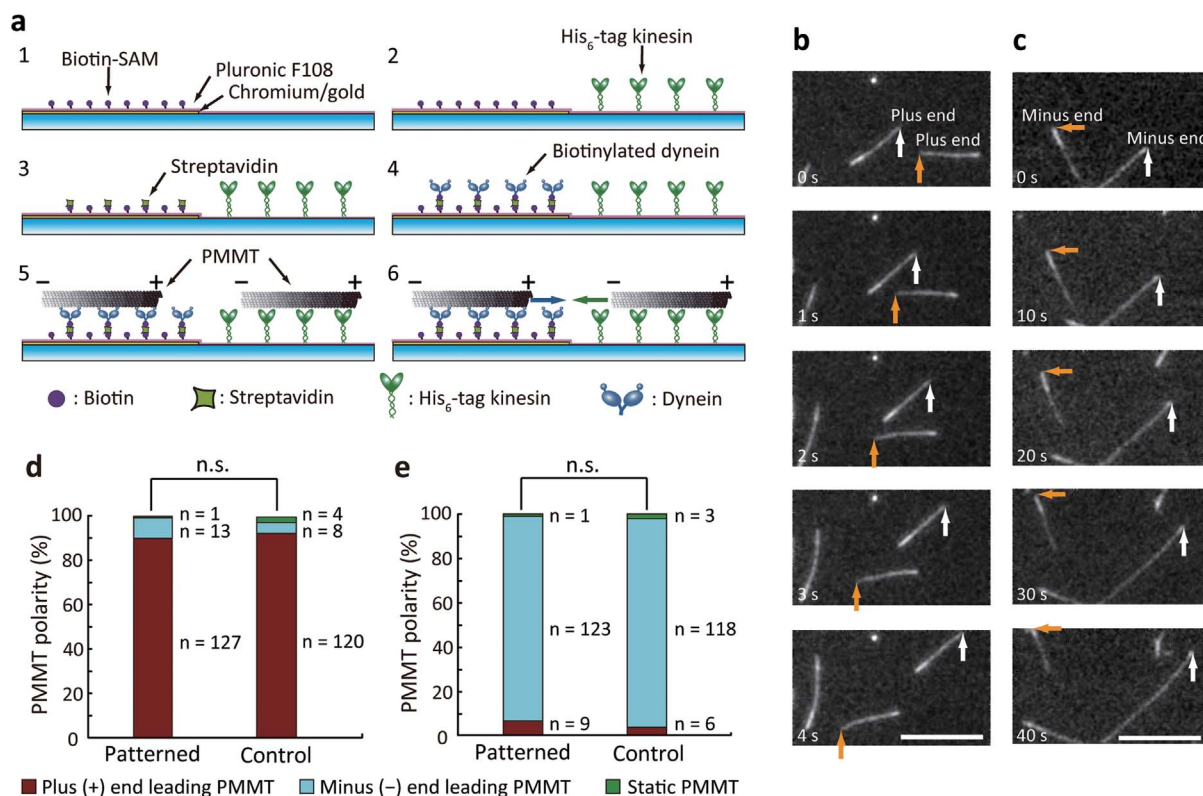 a
1
Biotin-SAM
Pluronic F108
Chromium/gold
2
His6-tag kinesin
3
Streptavidin
4
Biotinylated dynein
5
PMMT
− + − +
6
− + − +
: Biotin
: Streptavidin
: His6-tag kinesin
: Dynein
b
Plus end
Plus end
0 s
1 s
2 s
3 s
4 s
c
Minus end
Minus end
0 s
10 s
20 s
30 s
40 s
d
n.s.
PMMT polarity (%)
100
80
60
40
20
0
n = 1
n = 13
n = 127
n = 4
n = 8
n = 120
Patterned
Control
e
n.s.
PMMT polarity (%)
100
80
60
40
20
0
n = 1
n = 123
n = 9
n = 3
n = 118
n = 6
Patterned
Control
Plus (+) end leading PMMT
Minus (−) end leading PMMT
Static PMMT